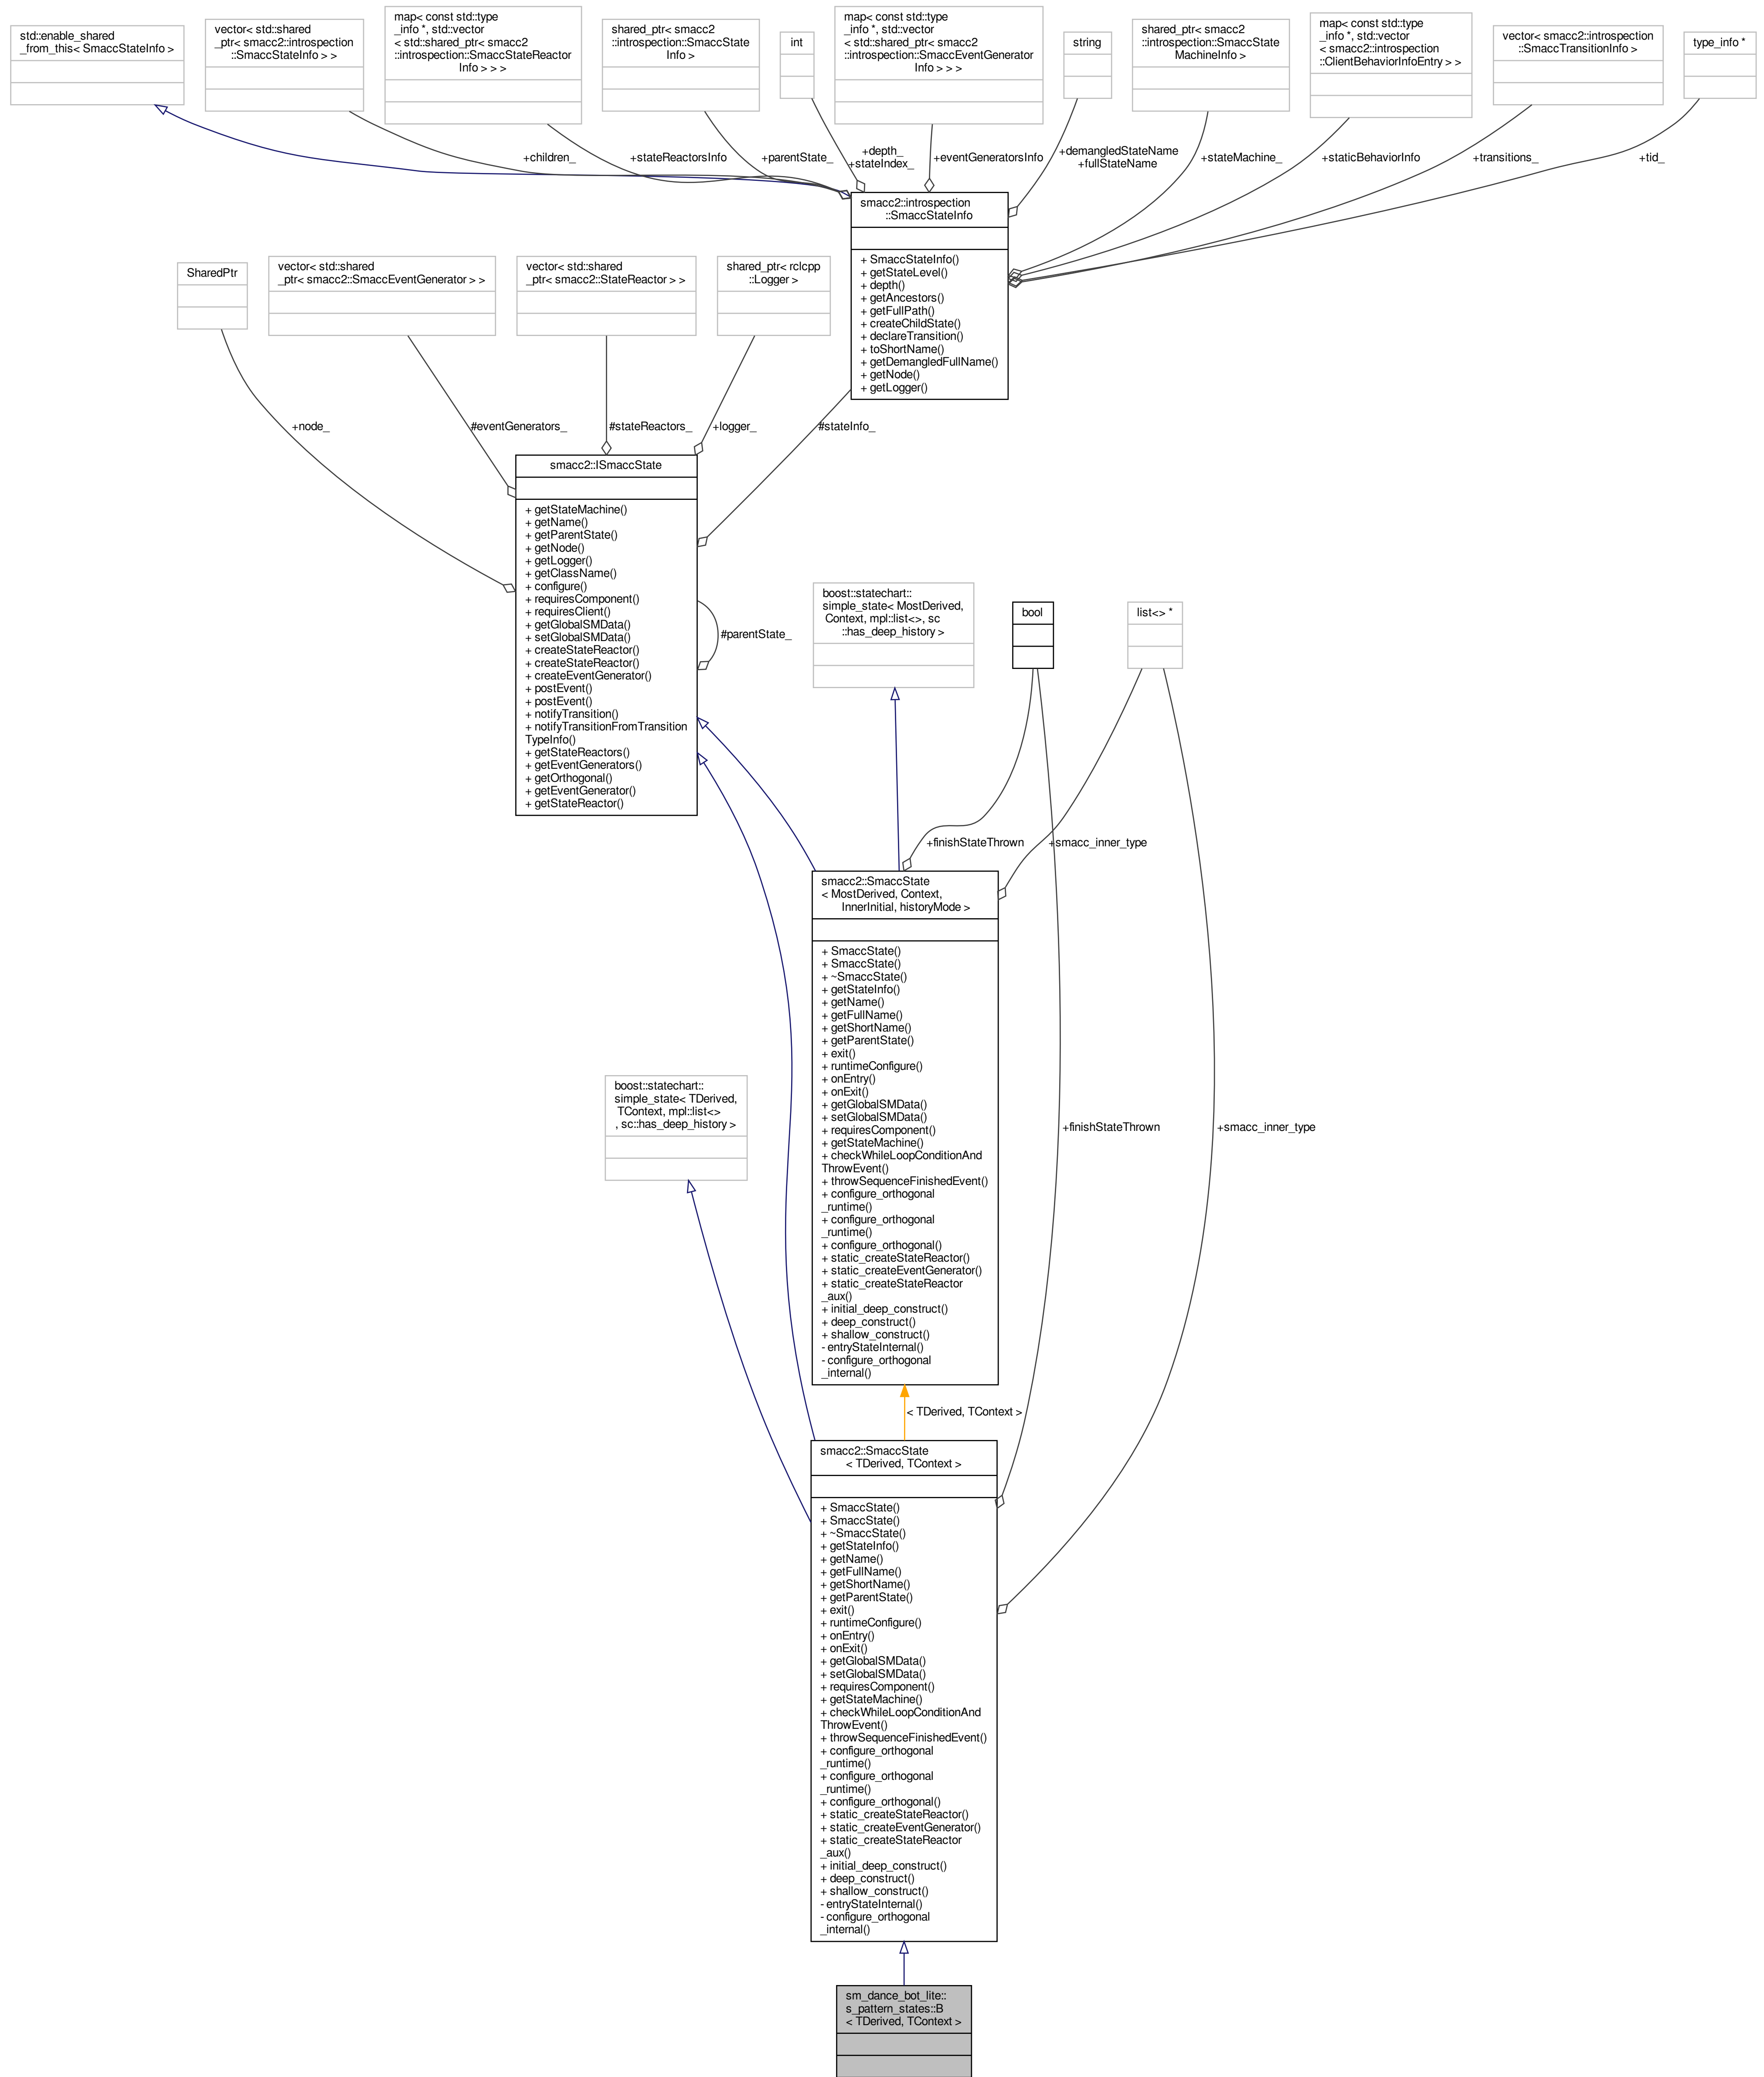 std::enable_shared
_from_this< SmaccStateInfo >
vector< std::shared
_ptr< smacc2::introspection
::SmaccStateInfo > >
map< const std::type
_info *, std::vector
< std::shared_ptr< smacc2
::introspection::SmaccStateReactor
Info > > >
shared_ptr< smacc2
::introspection::SmaccState
Info >
int
map< const std::type
_info *, std::vector
< std::shared_ptr< smacc2
::introspection::SmaccEventGenerator
Info > > >
string
shared_ptr< smacc2
::introspection::SmaccState
MachineInfo >
map< const std::type
_info *, std::vector
< smacc2::introspection
::ClientBehaviorInfoEntry > >
vector< smacc2::introspection
::SmaccTransitionInfo >
type_info *
+children_
+stateReactorsInfo
+parentState_
+depth_
+stateIndex_
+eventGeneratorsInfo
+demangledStateName
+fullStateName
+stateMachine_
+staticBehaviorInfo
+transitions_
+tid_
smacc2::introspection
::SmaccStateInfo
+ SmaccStateInfo()
+ getStateLevel()
+ depth()
+ getAncestors()
+ getFullPath()
+ createChildState()
+ declareTransition()
+ toShortName()
+ getDemangledFullName()
+ getNode()
+ getLogger()
SharedPtr
vector< std::shared
_ptr< smacc2::SmaccEventGenerator > >
vector< std::shared
_ptr< smacc2::StateReactor > >
shared_ptr< rclcpp
::Logger >
+node_
#eventGenerators_
#stateReactors_
+logger_
#stateInfo_
smacc2::ISmaccState
+ getStateMachine()
+ getName()
+ getParentState()
+ getNode()
+ getLogger()
+ getClassName()
+ configure()
+ requiresComponent()
+ requiresClient()
+ getGlobalSMData()
+ setGlobalSMData()
+ createStateReactor()
+ createStateReactor()
+ createEventGenerator()
+ postEvent()
+ postEvent()
+ notifyTransition()
+ notifyTransitionFromTransition
TypeInfo()
+ getStateReactors()
+ getEventGenerators()
+ getOrthogonal()
+ getEventGenerator()
+ getStateReactor()
#parentState_
boost::statechart::
simple_state< MostDerived,
Context, mpl::list<>, sc
::has_deep_history >
bool
list<> *
+finishStateThrown
+smacc_inner_type
smacc2::SmaccState
< MostDerived, Context,
InnerInitial, historyMode >
+ SmaccState()
+ SmaccState()
+ ~SmaccState()
+ getStateInfo()
+ getName()
+ getFullName()
+ getShortName()
+ getParentState()
+ exit()
+ runtimeConfigure()
+ onEntry()
+ onExit()
+ getGlobalSMData()
+ setGlobalSMData()
+ requiresComponent()
+ getStateMachine()
+ checkWhileLoopConditionAnd
ThrowEvent()
+ throwSequenceFinishedEvent()
+ configure_orthogonal
_runtime()
+ configure_orthogonal
_runtime()
+ configure_orthogonal()
+ static_createStateReactor()
+ static_createEventGenerator()
+ static_createStateReactor
_aux()
+ initial_deep_construct()
+ deep_construct()
+ shallow_construct()
- entryStateInternal()
- configure_orthogonal
_internal()
boost::statechart::
simple_state< TDerived,
TContext, mpl::list<>
, sc::has_deep_history >
+finishStateThrown
+smacc_inner_type
< TDerived, TContext >
smacc2::SmaccState
< TDerived, TContext >
+ SmaccState()
+ SmaccState()
+ ~SmaccState()
+ getStateInfo()
+ getName()
+ getFullName()
+ getShortName()
+ getParentState()
+ exit()
+ runtimeConfigure()
+ onEntry()
+ onExit()
+ getGlobalSMData()
+ setGlobalSMData()
+ requiresComponent()
+ getStateMachine()
+ checkWhileLoopConditionAnd
ThrowEvent()
+ throwSequenceFinishedEvent()
+ configure_orthogonal
_runtime()
+ configure_orthogonal
_runtime()
+ configure_orthogonal()
+ static_createStateReactor()
+ static_createEventGenerator()
+ static_createStateReactor
_aux()
+ initial_deep_construct()
+ deep_construct()
+ shallow_construct()
- entryStateInternal()
- configure_orthogonal
_internal()
sm_dance_bot_lite::
s_pattern_states::B
< TDerived, TContext >